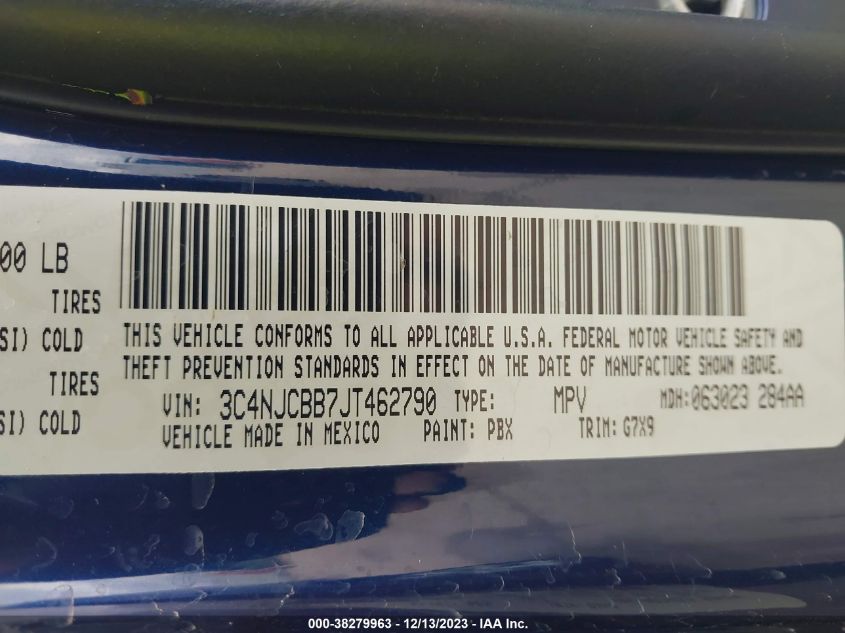 00 LB
TIRES
SI) COLD
TIRES
SI) COLD
THIS VEHICLE CONFORMS TO ALL APPLICABLE U.S.A. FEDERAL MOTOR VEHICLE SAFETY AND
THEFT PREVENTION STANDARDS IN EFFECT ON THE DATE OF MANUFACTURE SHOWN ABOVE.
VIN: 3C4NJCBB7JT462790 TYPE: MPV MDH:063023 284AA
VEHICLE MADE IN MEXICO PAINT: PBX TRIM: G7X9
000-38279963 - 12/13/2023 - IAA Inc.